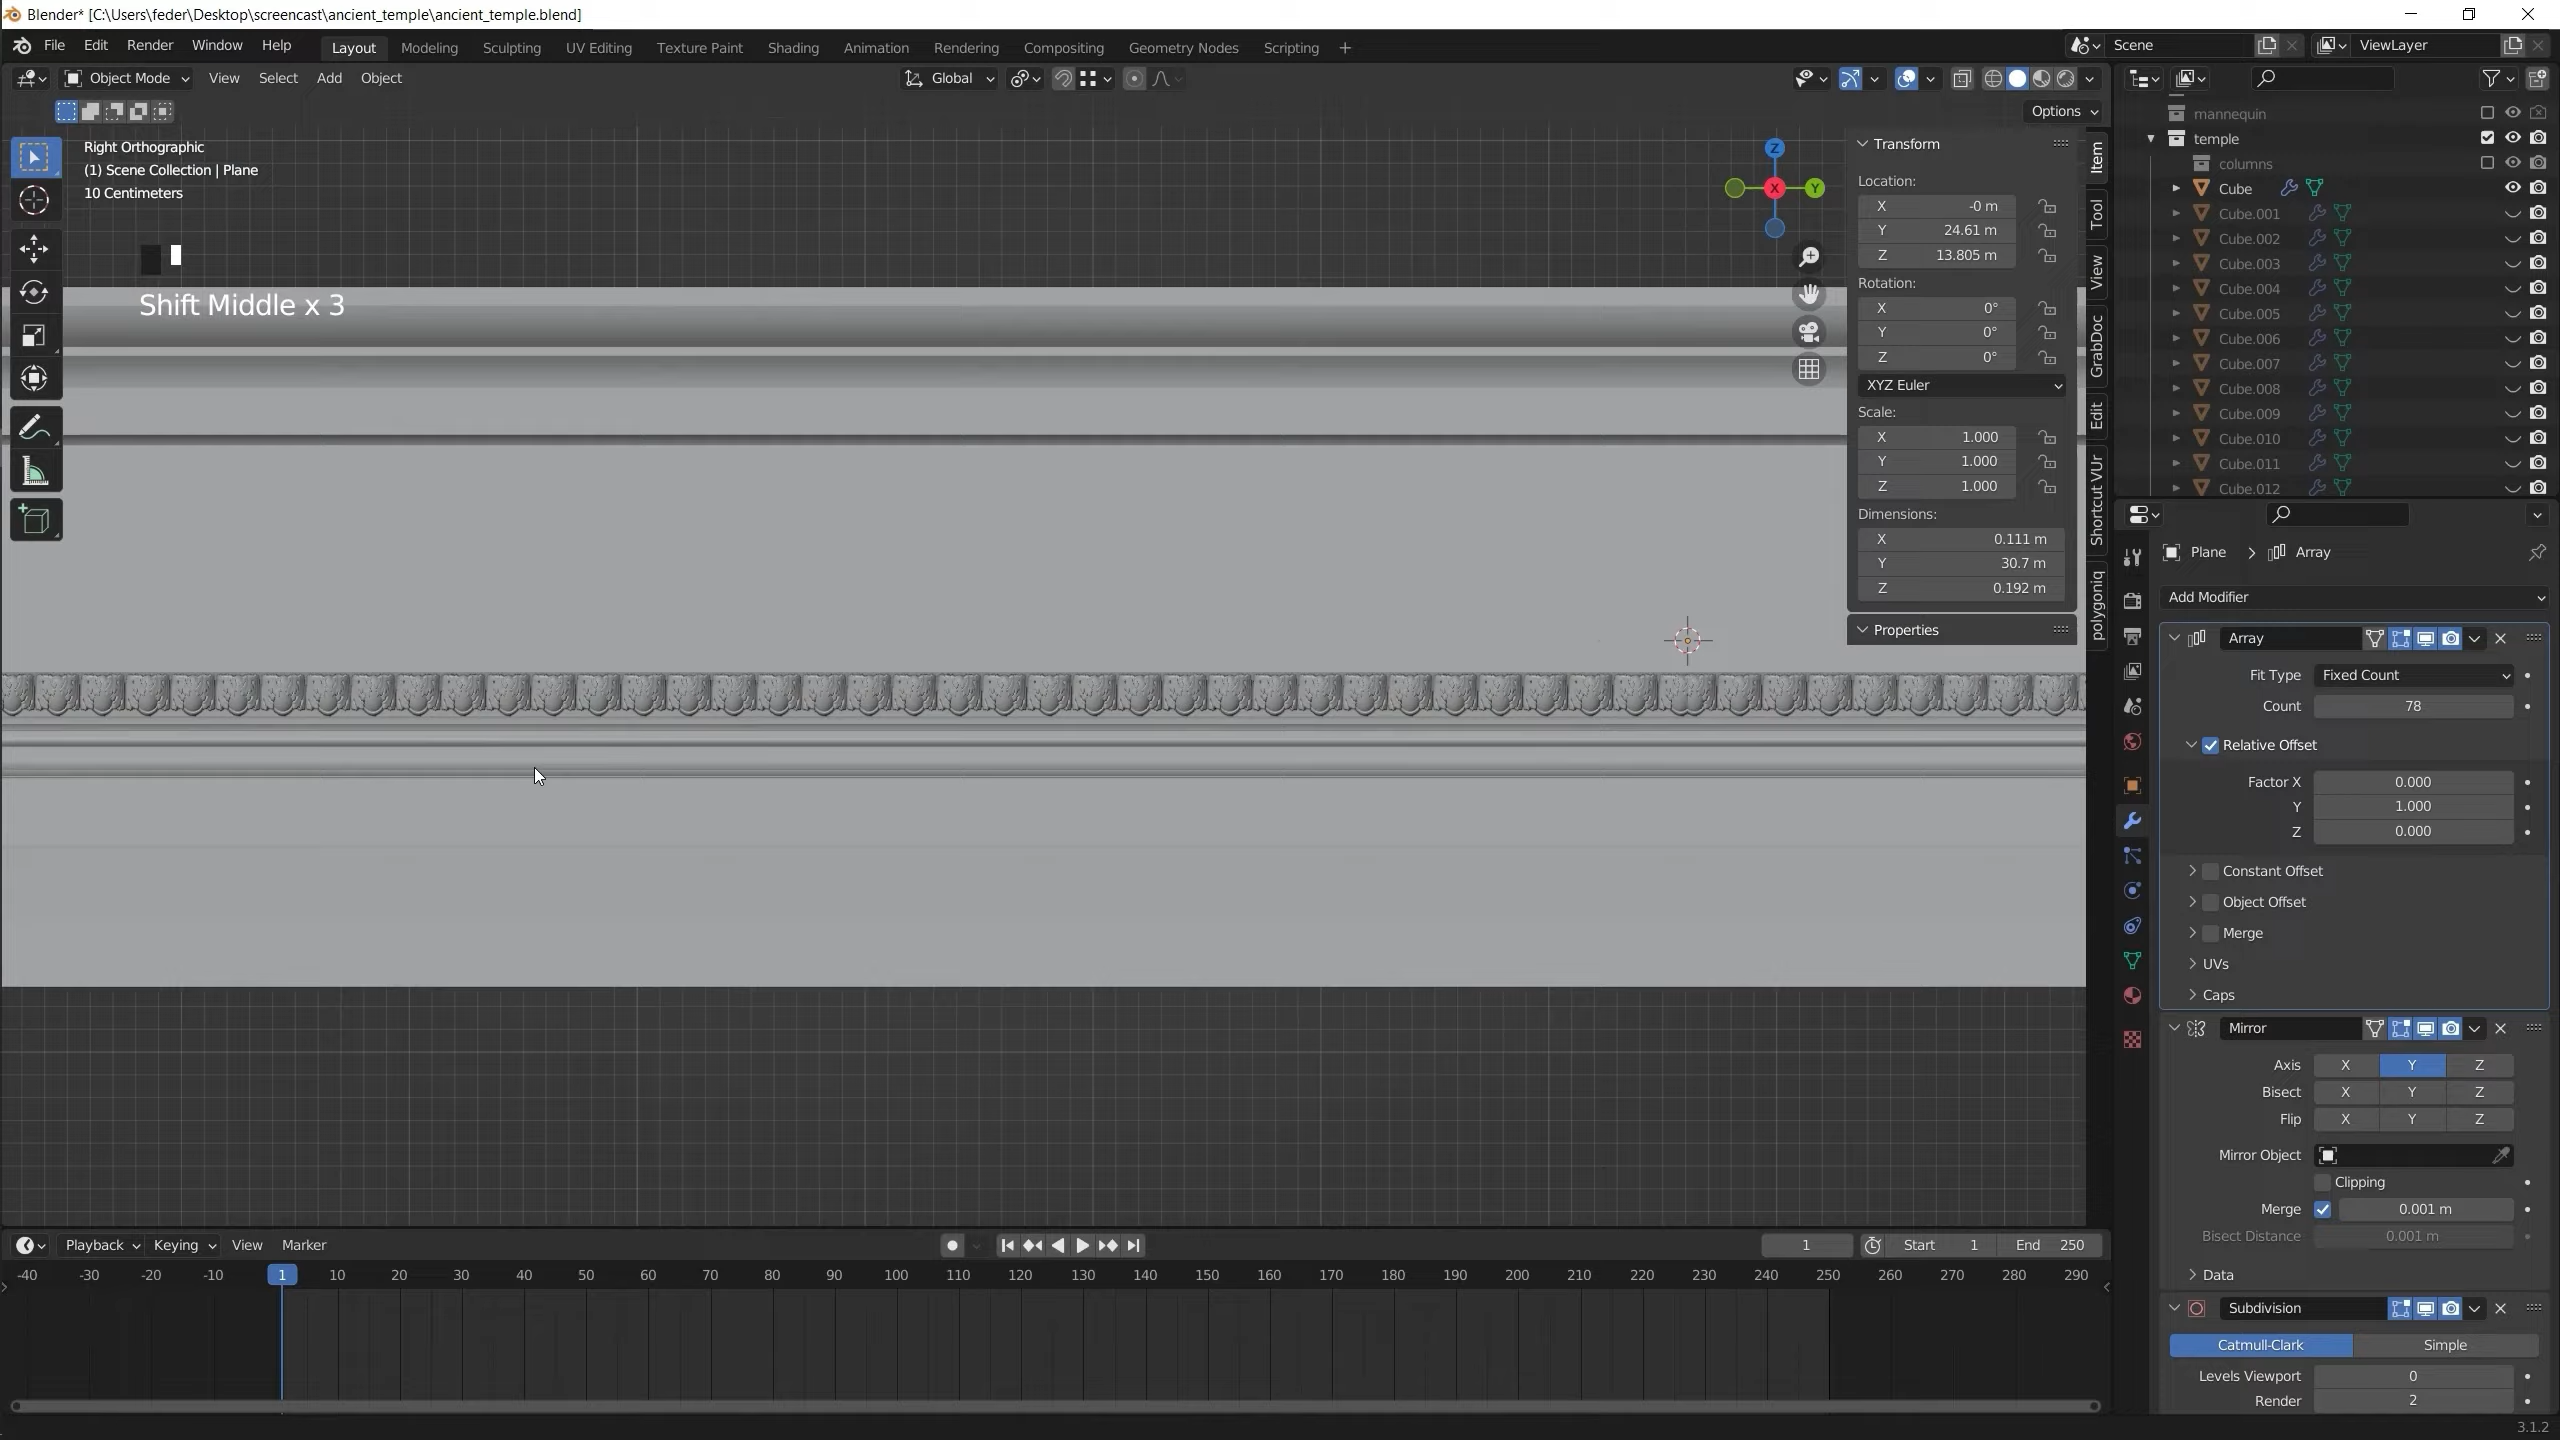 Blender* [C:\Users\feder\Desktop\screencast\ancient_temple\ancient_temple.blend]
File Edit Render Window Help Layout Modeling Sculpting UV Editing Texture Paint Shading Animation Rendering Compositing Geometry Nodes Scripting + Scene ViewLayer
Object Mode View Select Add Object Global
Options
Right Orthographic
(1) Scene Collection | Plane
10 Centimeters
Shift Middle x 3
Z
X
Y
Transform
Location:
X -0 m
Y 24.61 m
Z 13.805 m
Rotation:
X 0°
Y 0°
Z 0°
XYZ Euler
Scale:
X 1.000
Y 1.000
Z 1.000
Dimensions:
X 0.111 m
Y 30.7 m
Z 0.192 m
Properties
Item
Tool
View
GrabDoc
Edit
Shortcut VUr
polygoniq
mannequin
temple
columns
Cube
Cube.001
Cube.002
Cube.003
Cube.004
Cube.005
Cube.006
Cube.007
Cube.008
Cube.009
Cube.010
Cube.011
Cube.012
Plane > Array
Add Modifier
Array
Fit Type Fixed Count
Count 78
Relative Offset
Factor X 0.000
Y 1.000
Z 0.000
Constant Offset
Object Offset
Merge
UVs
Caps
Mirror
Axis X Y Z
Bisect X Y Z
Flip X Y Z
Mirror Object
Clipping
Merge 0.001 m
Bisect Distance 0.001 m
Data
Subdivision
Catmull-Clark Simple
Levels Viewport 0
Render 2
Playback Keying View Marker 1 Start 1 End 250
-40 -30 -20 -10 1 10 20 30 40 50 60 70 80 90 100 110 120 130 140 150 160 170 180 190 200 210 220 230 240 250 260 270 280 290
3.1.2